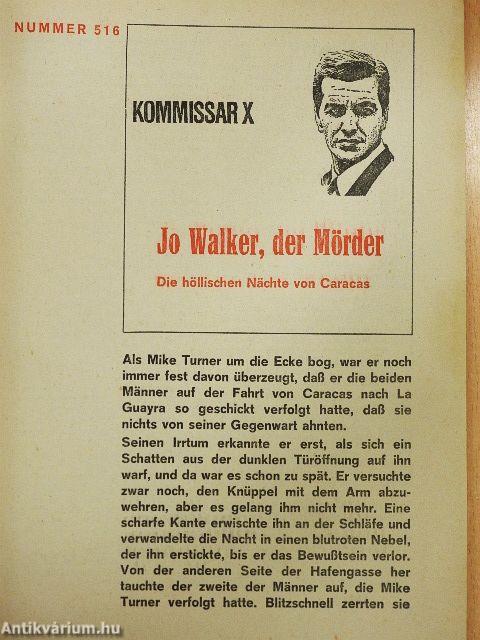 NUMMER 516
KOMMISSAR X
Jo Walker, der Mörder
Die höllischen Nächte von Caracas
Als Mike Turner um die Ecke bog, war er noch
immer fest davon überzeugt, daß er die beiden
Männer auf der Fahrt von Caracas nach La
Guayra so geschickt verfolgt hatte, daß sie
nichts von seiner Gegenwart ahnten.
Seinen Irrtum erkannte er erst, als sich ein
Schatten aus der dunklen Türöffnung auf ihn
warf, und da war es schon zu spät. Er versuchte
zwar noch, den Knüppel mit dem Arm abzu-
wehren, aber es gelang ihm nicht mehr. Eine
scharfe Kante erwischte ihn an der Schläfe und
verwandelte die Nacht in einen blutroten Nebel,
der ihn erstickte, bis er das Bewußtsein verlor.
Von der anderen Seite der Hafengasse her
tauchte der zweite der Männer auf, die Mike
Turner verfolgt hatte. Blitzschnell zerrten sie
Antikvárium.hu